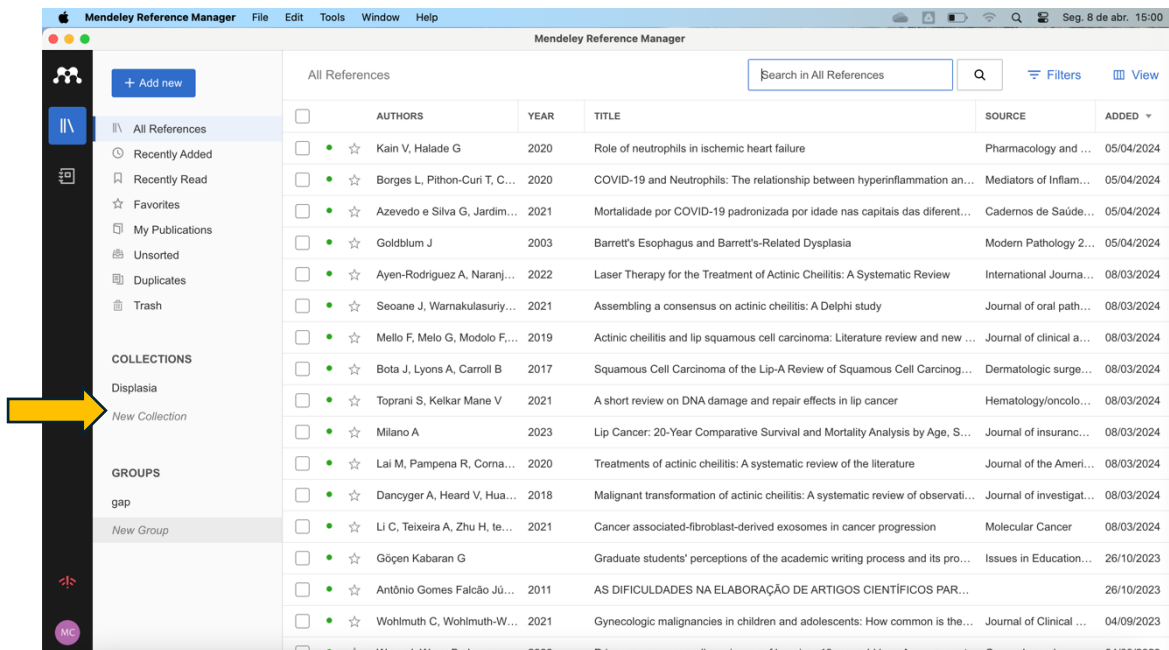 Mendeley Reference Manager File Edit Tools Window Help Seg. 8 de abr. 15:00
Mendeley Reference Manager
+ Add new
All References
Recently Added
Recently Read
Favorites
My Publications
Unsorted
Duplicates
Trash
COLLECTIONS
Displasia
New Collection
GROUPS
gap
New Group
MC
All References Search in All References Filters View
AUTHORS YEAR TITLE SOURCE ADDED
Kain V, Halade G 2020 Role of neutrophils in ischemic heart failure Pharmacology and ... 05/04/2024
Borges L, Pithon-Curi T, C... 2020 COVID-19 and Neutrophils: The relationship between hyperinflammation an... Mediators of Inflam... 05/04/2024
Azevedo e Silva G, Jardim... 2021 Mortalidade por COVID-19 padronizada por idade nas capitais das diferent... Cadernos de Saúde... 05/04/2024
Goldblum J 2003 Barrett's Esophagus and Barrett's-Related Dysplasia Modern Pathology 2... 05/04/2024
Ayen-Rodriguez A, Naranj... 2022 Laser Therapy for the Treatment of Actinic Cheilitis: A Systematic Review International Journa... 08/03/2024
Seoane J, Warnakulasuriy... 2021 Assembling a consensus on actinic cheilitis: A Delphi study Journal of oral path... 08/03/2024
Mello F, Melo G, Modolo F,... 2019 Actinic cheilitis and lip squamous cell carcinoma: Literature review and new ... Journal of clinical a... 08/03/2024
Bota J, Lyons A, Carroll B 2017 Squamous Cell Carcinoma of the Lip-A Review of Squamous Cell Carcinog... Dermatologic surge... 08/03/2024
Toprani S, Kelkar Mane V 2021 A short review on DNA damage and repair effects in lip cancer Hematology/oncolo... 08/03/2024
Milano A 2023 Lip Cancer: 20-Year Comparative Survival and Mortality Analysis by Age, S... Journal of insuranc... 08/03/2024
Lai M, Pampena R, Corna... 2020 Treatments of actinic cheilitis: A systematic review of the literature Journal of the Ameri... 08/03/2024
Dancyger A, Heard V, Hua... 2018 Malignant transformation of actinic cheilitis: A systematic review of observati... Journal of investigat... 08/03/2024
Li C, Teixeira A, Zhu H, te... 2021 Cancer associated-fibroblast-derived exosomes in cancer progression Molecular Cancer 08/03/2024
Göçen Kabaran G Graduate students' perceptions of the academic writing process and its pro... Issues in Education... 26/10/2023
Antônio Gomes Falcão Jú... 2011 AS DIFICULDADES NA ELABORAÇÃO DE ARTIGOS CIENTÍFICOS PAR... 26/10/2023
Wohlmuth C, Wohlmuth-W... 2021 Gynecologic malignancies in children and adolescents: How common is the... Journal of Clinical ... 04/09/2023